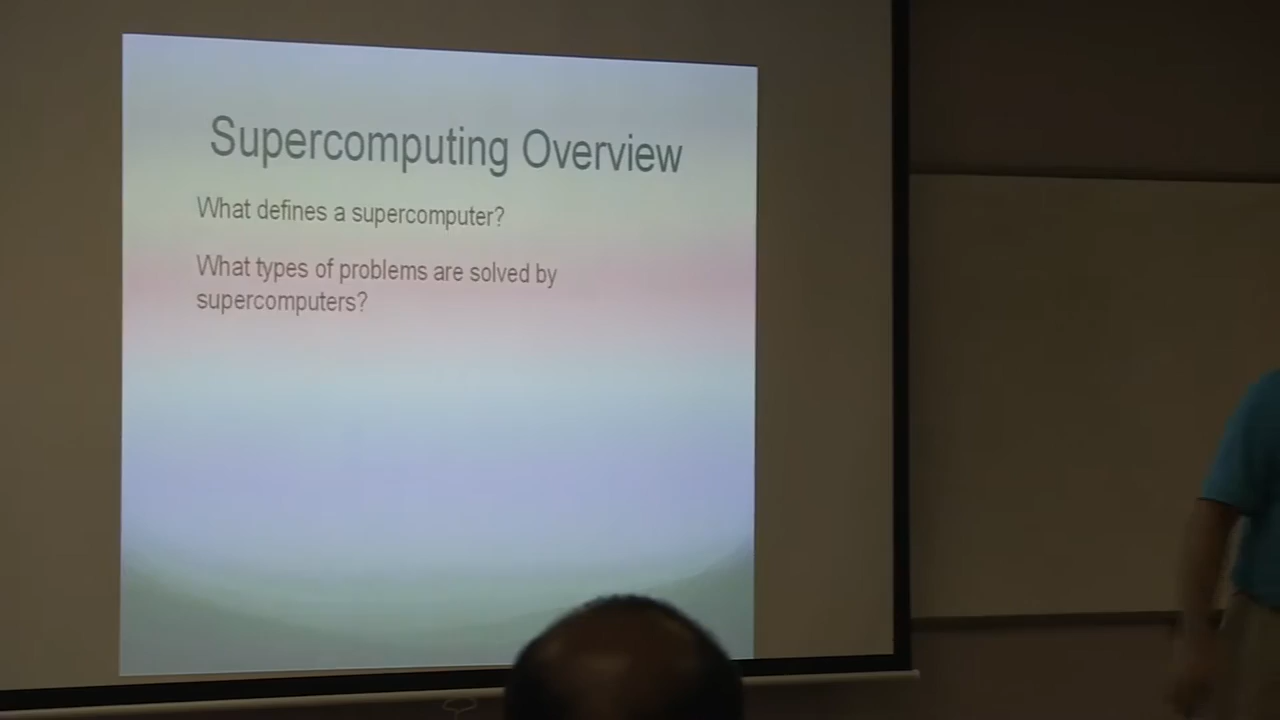 Supercomputing Overview
What defines a supercomputer?
What types of problems are solved by
supercomputers?